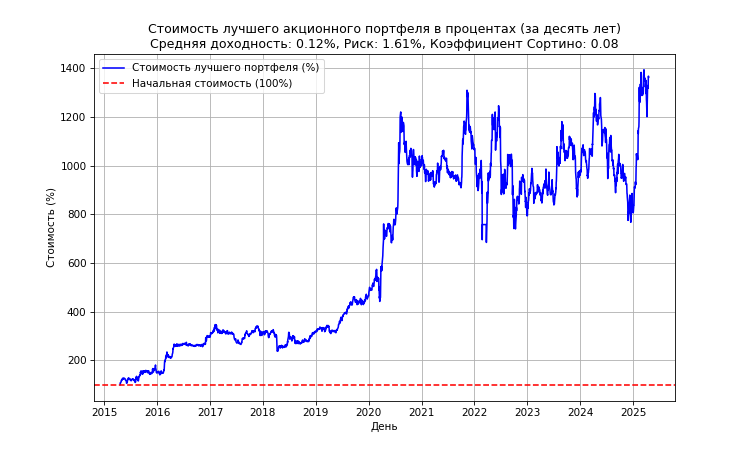 Стоимость лучшего акционного портфеля в процентах (за десять лет)
Средняя доходность: 0.12%, Риск: 1.61%, Коэффициент Сортино: 0.08
Стоимость лучшего портфеля (%)
Начальная стоимость (100%)
Стоимость (%)
1400
1200
1000
800
600
400
200
2015 2016 2017 2018 2019 2020 2021 2022 2023 2024 2025
День